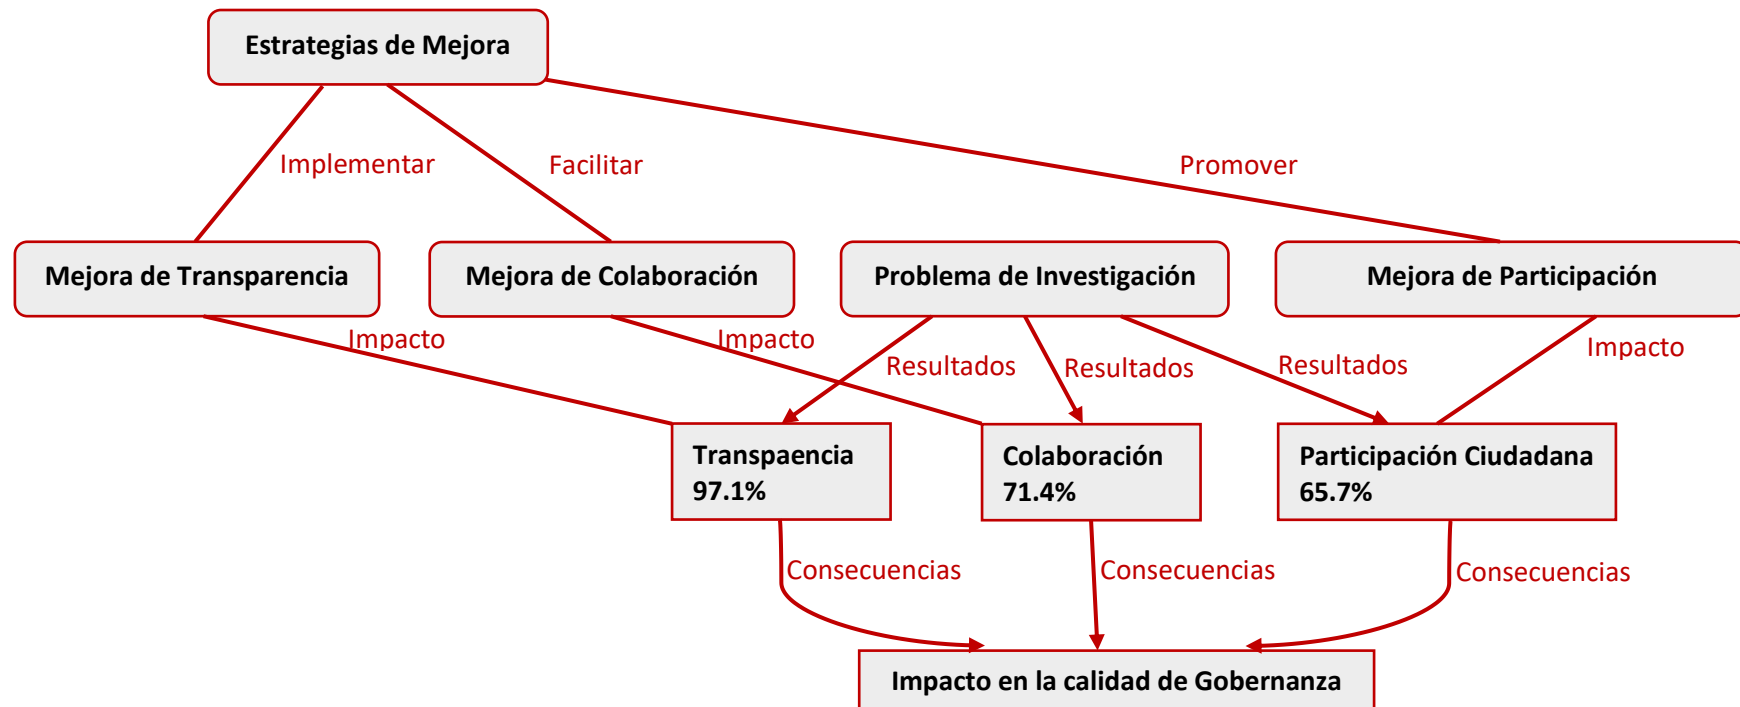 Estrategias de Mejora
Implementar
Facilitar
Promover
Mejora de Transparencia
Mejora de Colaboración
Problema de Investigación
Mejora de Participación
Impacto
Impacto
Resultados
Resultados
Resultados
Impacto
Transpaencia
97.1%
Colaboración
71.4%
Participación Ciudadana
65.7%
Consecuencias
Consecuencias
Consecuencias
Impacto en la calidad de Gobernanza